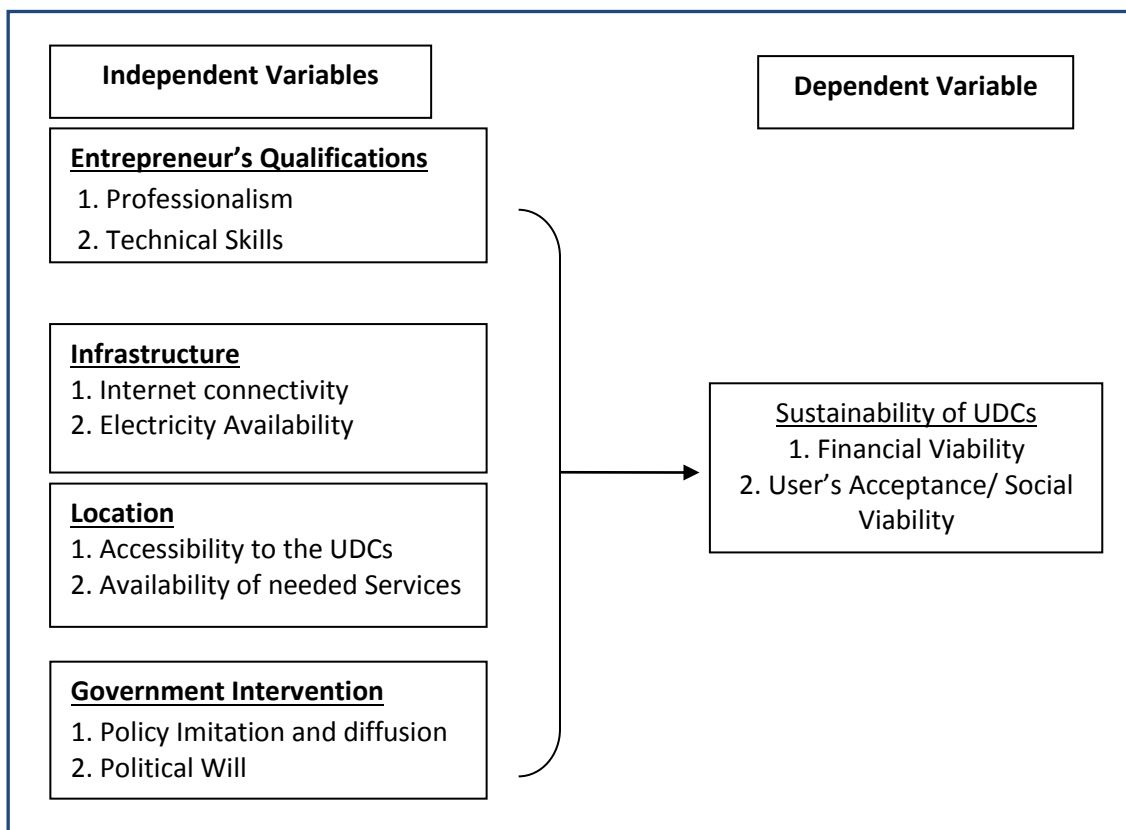 Independent Variables
Dependent Variable
Entrepreneur’s Qualifications
1. Professionalism
2. Technical Skills
Infrastructure
1. Internet connectivity
2. Electricity Availability
Location
1. Accessibility to the UDCs
2. Availability of needed Services
Government Intervention
1. Policy Imitation and diffusion
2. Political Will
Sustainability of UDCs
1. Financial Viability
2. User’s Acceptance/ Social
Viability